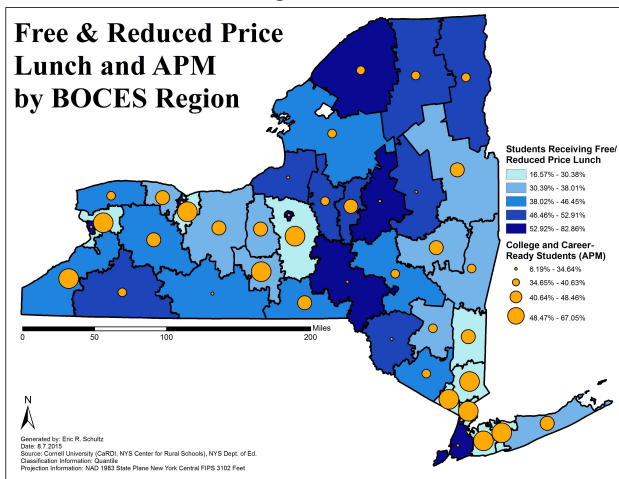 Free & Reduced Price
Lunch and APM
by BOCES Region
Students Receiving Free/
Reduced Price Lunch
16.57% - 30.38%
30.39% - 38.01%
38.02% - 46.45%
46.46% - 52.91%
52.92% - 82.86%
College and Career-
Ready Students (APM)
6.19% - 34.64%
34.65% - 40.63%
40.64% - 48.46%
48.47% - 67.05%
Miles
0 50 100 200
N
Generated by: Eric R. Schultz
Date: 8.7.2015
Source: Cornell University (CaRDI, NYS Center for Rural Schools), NYS Dept. of Ed.
Classification Information: Quantile
Projection Information: NAD 1983 State Plane New York Central FIPS 3102 Feet